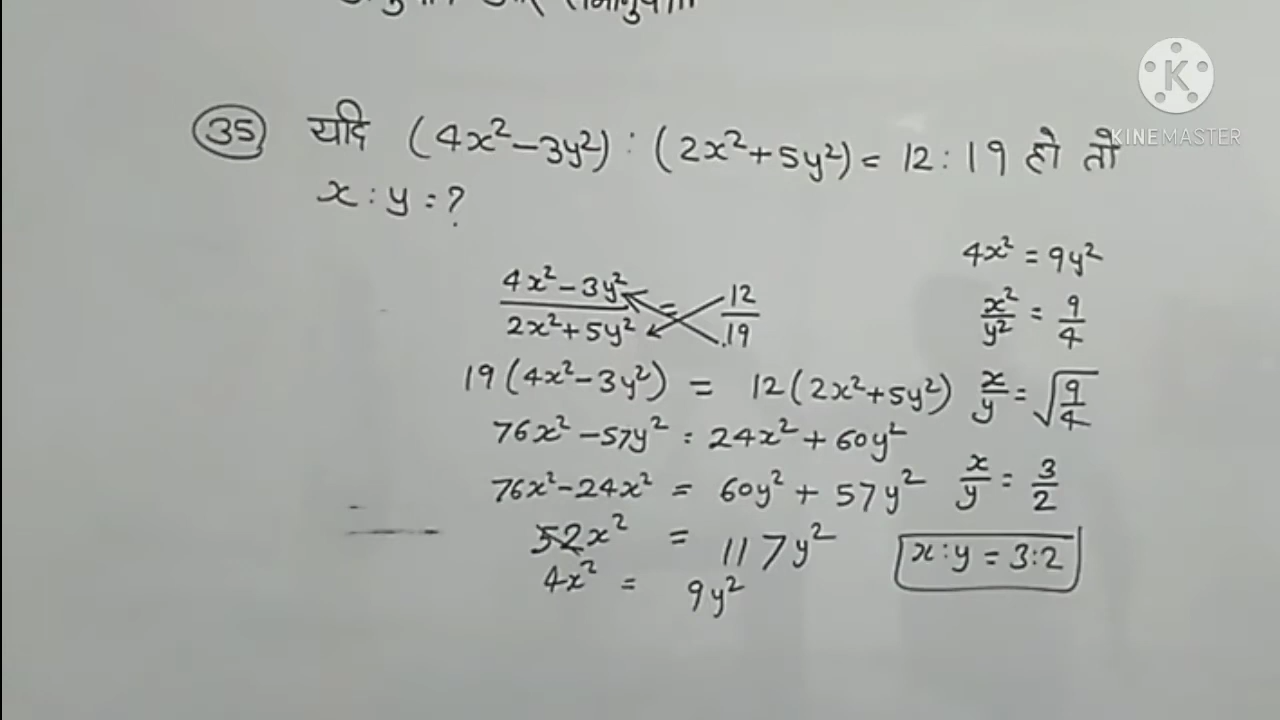 (35) यदि (4x²-3y²) : (2x²+5y²) = 12 : 19 हो तो
x : y = ?
4x²-3y² / 2x²+5y² = 12 / .19
19(4x²-3y²) = 12(2x²+5y²)
76x²-57y² = 24x²+60y²
76x²-24x² = 60y²+57y²
52x² = 117y²
4x² = 9y²
4x² = 9y²
x²/y² = 9/4
x/y = √9/4
x/y = 3/2
x:y = 3:2
K
KINEMASTER